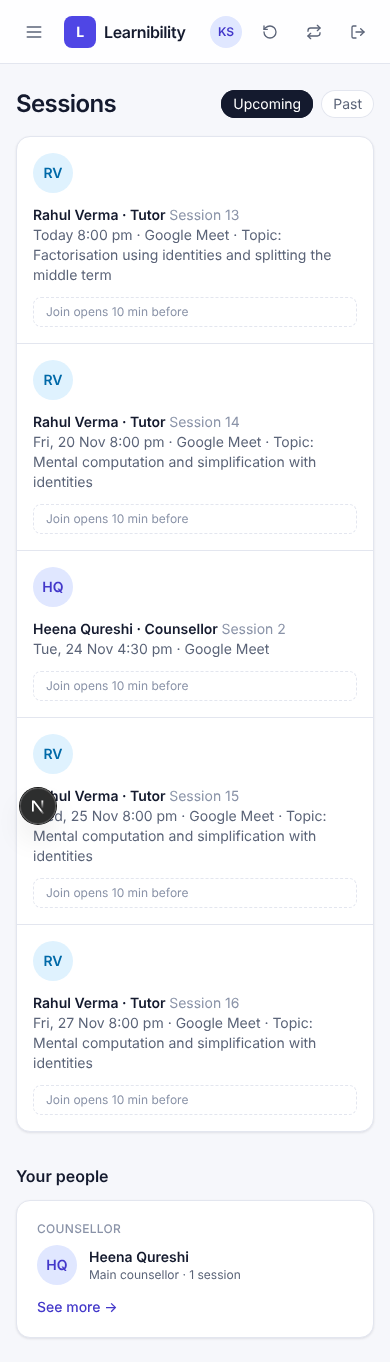 L Learnibility KS
Sessions Upcoming Past
RV
Rahul Verma · Tutor Session 13
Today 8:00 pm · Google Meet · Topic:
Factorisation using identities and splitting the
middle term
Join opens 10 min before
RV
Rahul Verma · Tutor Session 14
Fri, 20 Nov 8:00 pm · Google Meet · Topic:
Mental computation and simplification with
identities
Join opens 10 min before
HQ
Heena Qureshi · Counsellor Session 2
Tue, 24 Nov 4:30 pm · Google Meet
Join opens 10 min before
RV
Verma · Tutor Session 15
N
25 Nov 8:00 pm · Google Meet · Topic:
Mental computation and simplification with
identities
Join opens 10 min before
RV
Rahul Verma · Tutor Session 16
Fri, 27 Nov 8:00 pm · Google Meet · Topic:
Mental computation and simplification with
identities
Join opens 10 min before
Your people
COUNSELLOR
HQ
Heena Qureshi
Main counsellor · 1 session
See more →